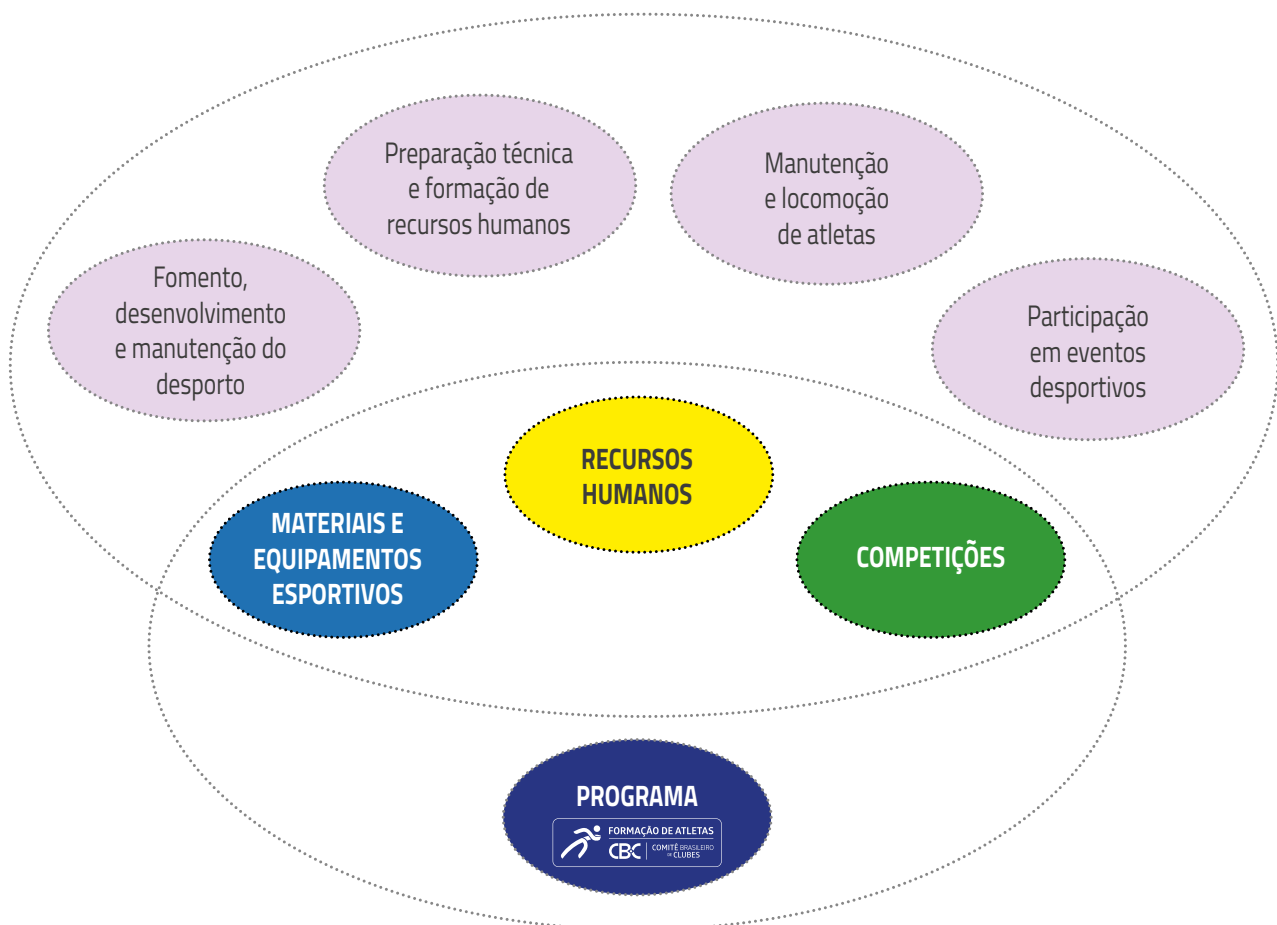 Preparação técnica
e formação de
recursos humanos
Manutenção
e locomoção
de atletas
Fomento,
desenvolvimento
e manutenção do
desporto
Participação
em eventos
desportivos
RECURSOS
HUMANOS
MATERIAIS E
EQUIPAMENTOS
ESPORTIVOS
COMPETIÇÕES
PROGRAMA
FORMAÇÃO DE ATLETAS
CBC
COMITÊ BRASILEIRO
DE CLUBES